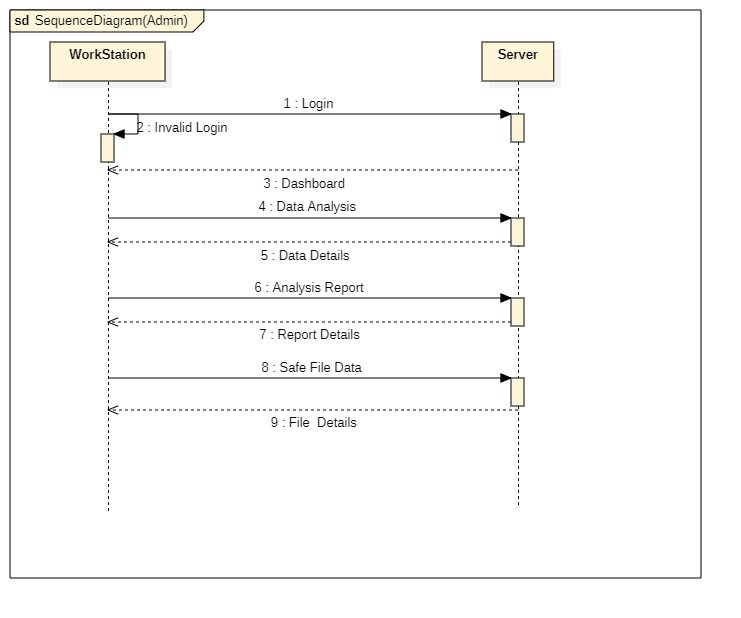 sd SequenceDiagram(Admin)
WorkStation
Server
1 : Login
2 : Invalid Login
3 : Dashboard
4 : Data Analysis
5 : Data Details
6 : Analysis Report
7 : Report Details
8 : Safe File Data
9 : File  Details